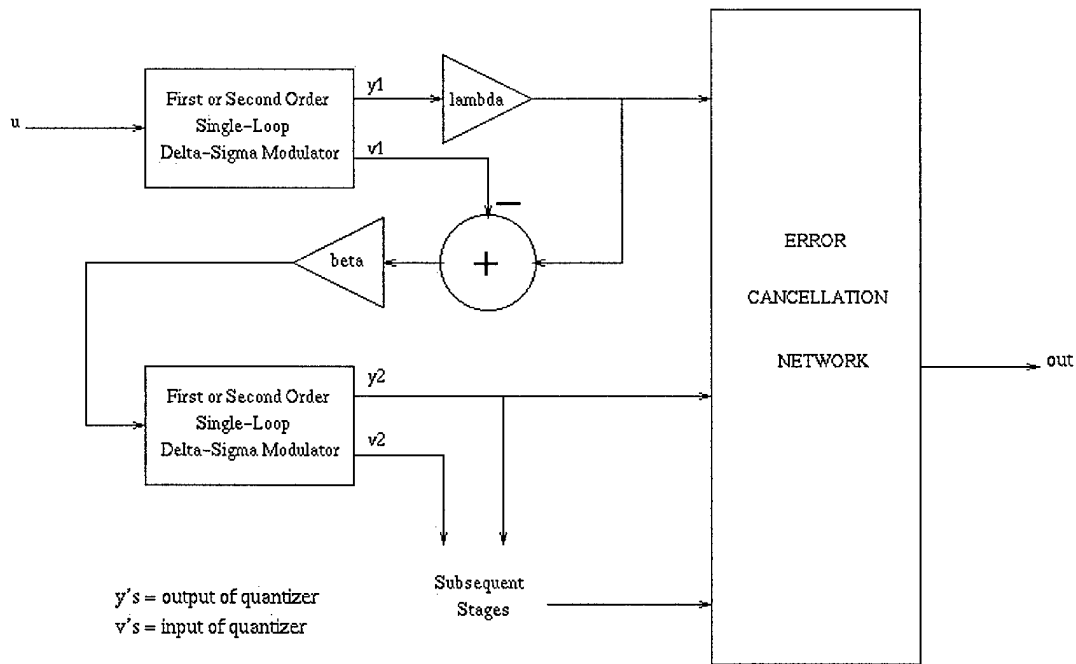 y1
lambda
First or Second Order
Single-Loop
Delta-Sigma Modulator
u
v1
−
+
beta
ERROR
CANCELLATION
NETWORK
out
y2
First or Second Order
Single-Loop
Delta-Sigma Modulator
v2
Subsequent
Stages
y's = output of quantizer
v's = input of quantizer